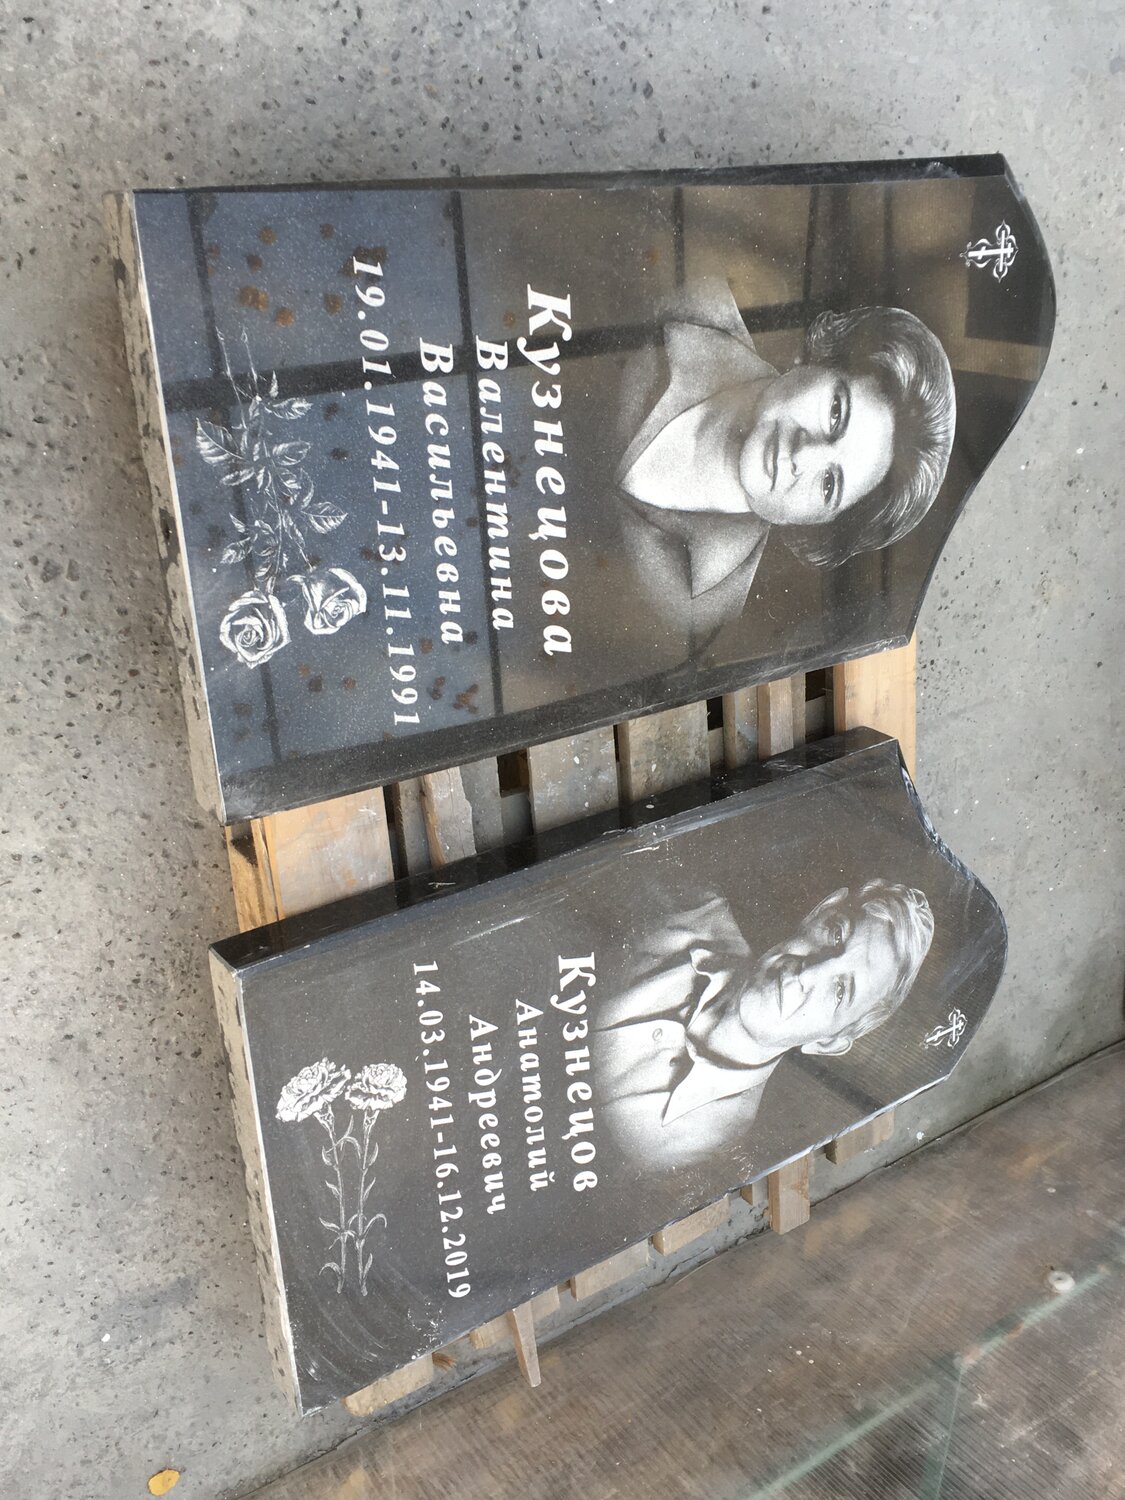 Кузнецова
Валентина
Васильевна
19.01.1941-13.11.1991
Кузнецов
Анатолий
Андреевич
14.03.1941-16.12.2019